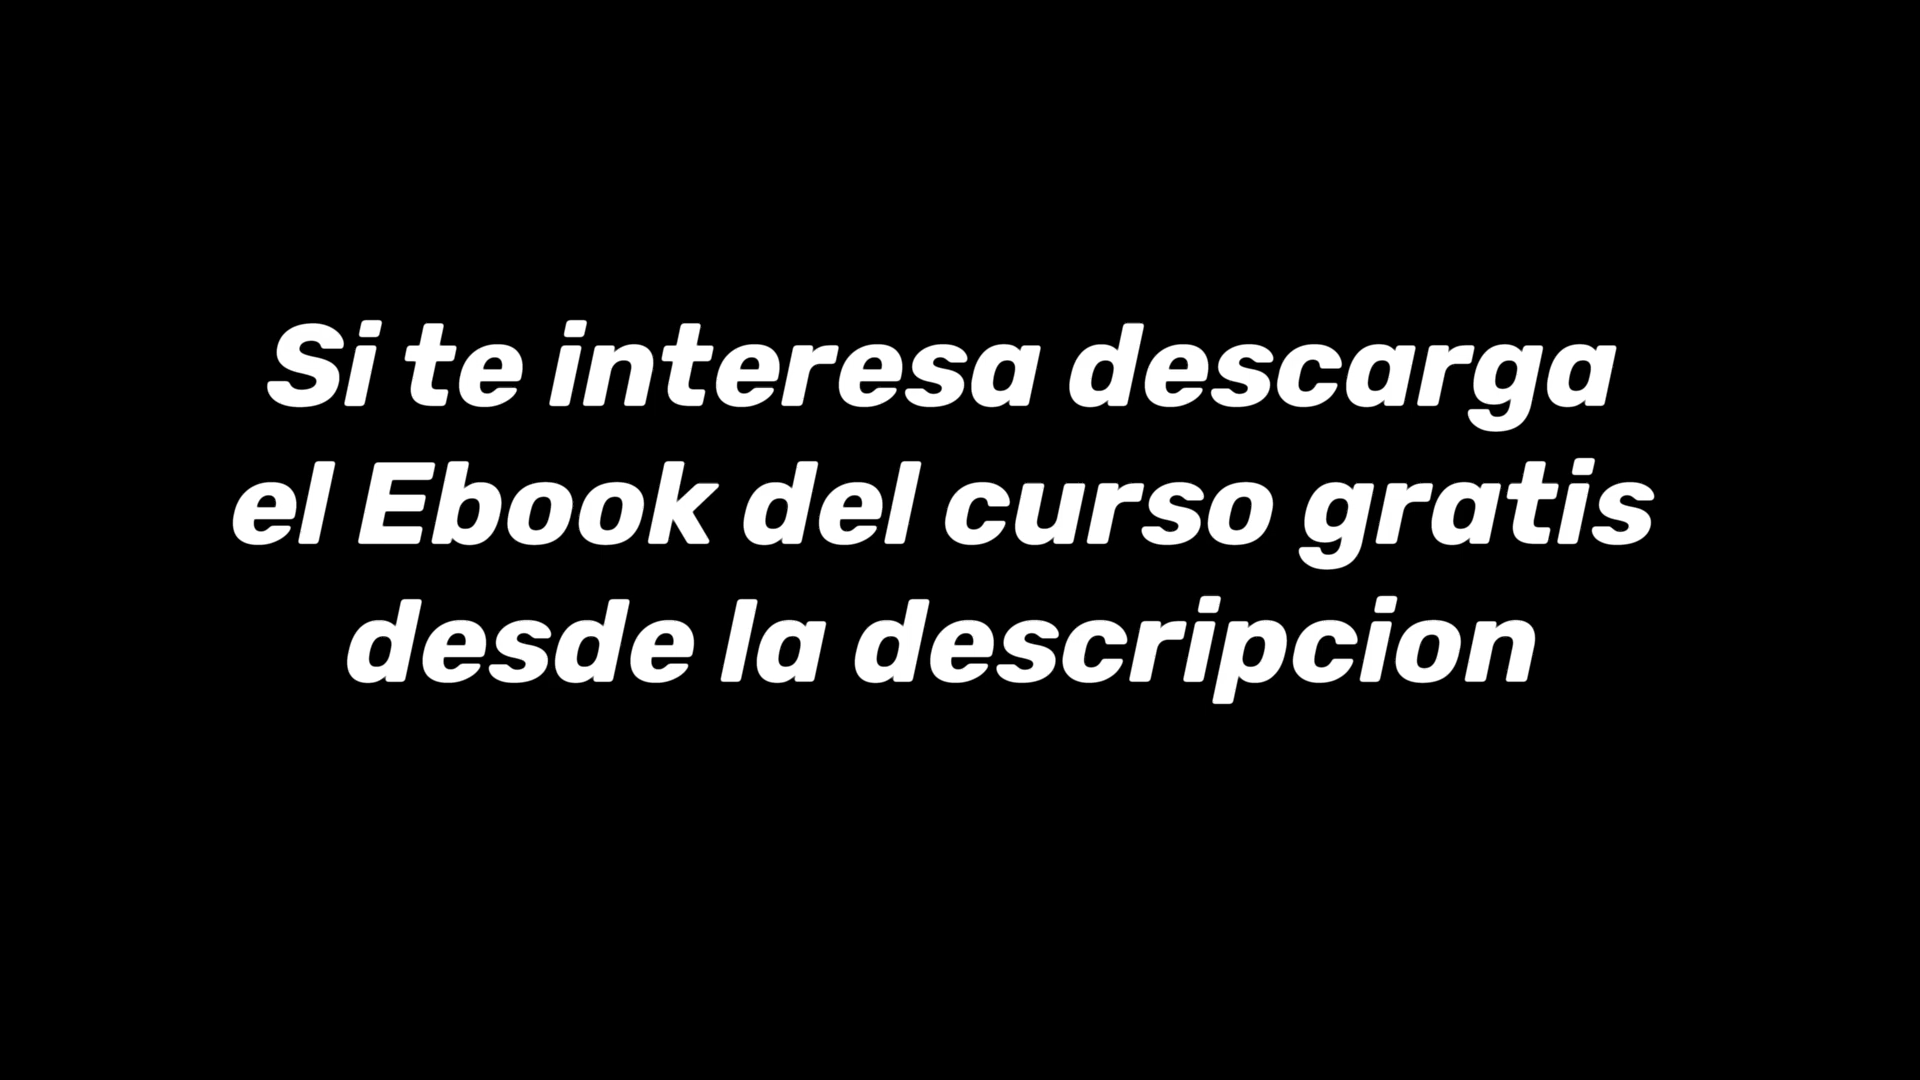 Si te interesa descarga
el Ebook del curso gratis
desde la descripcion